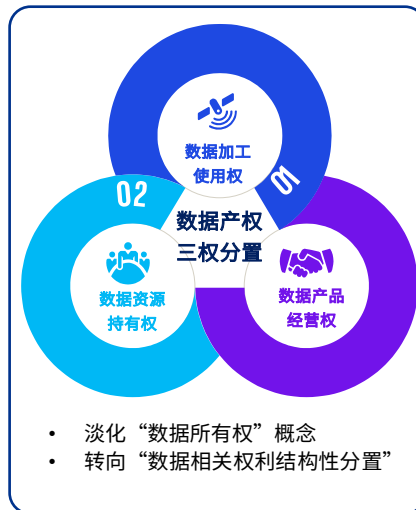 数据加工
使用权
01
02
数据产权
三权分置
数据资源
持有权
数据产品
经营权
• 淡化“数据所有权”概念
• 转向“数据相关权利结构性分置”